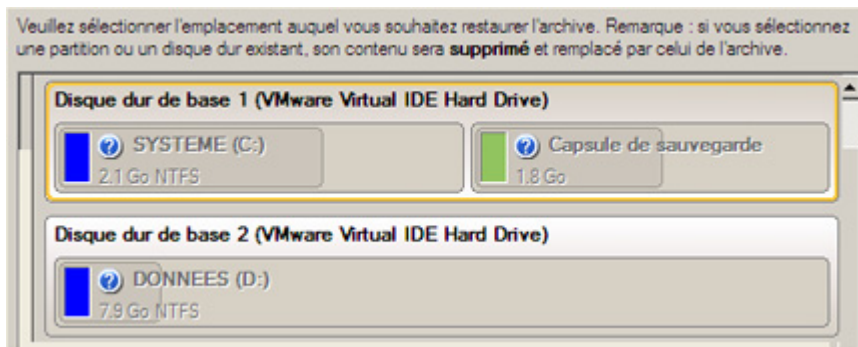 Veuillez sélectionner l'emplacement auquel vous souhaitez restaurer l'archive. Remarque : si vous sélectionnez
une partition ou un disque dur existant, son contenu sera supprimé et remplacé par celui de l'archive.
Disque dur de base 1 (VMware Virtual IDE Hard Drive)
SYSTEME (C:)
2.1 Go NTFS
Capsule de sauvegarde
1.8 Go
Disque dur de base 2 (VMware Virtual IDE Hard Drive)
DONNEES (D:)
7.9 Go NTFS